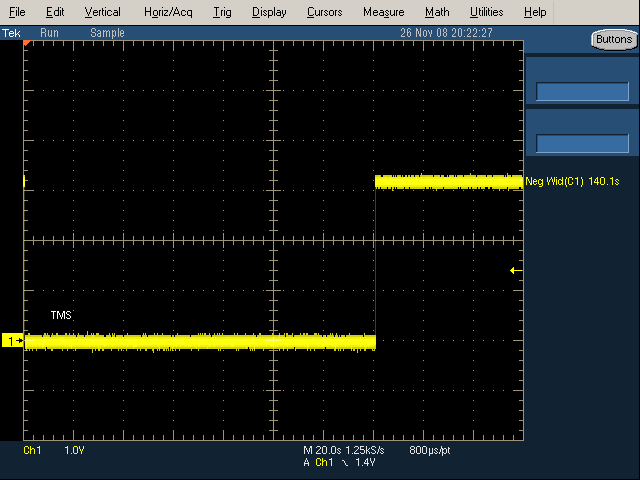 File Edit Vertical Horiz/Acq Trig Display Cursors Measure Math Utilities Help
Tek Run Sample 26 Nov 08 20:22:27 Buttons
Neg Wid(C1) 140.1s
TMS
1
Ch1 1.0V M 20.0s 1.25kS/s 800µs/pt
A Ch1 1.4V